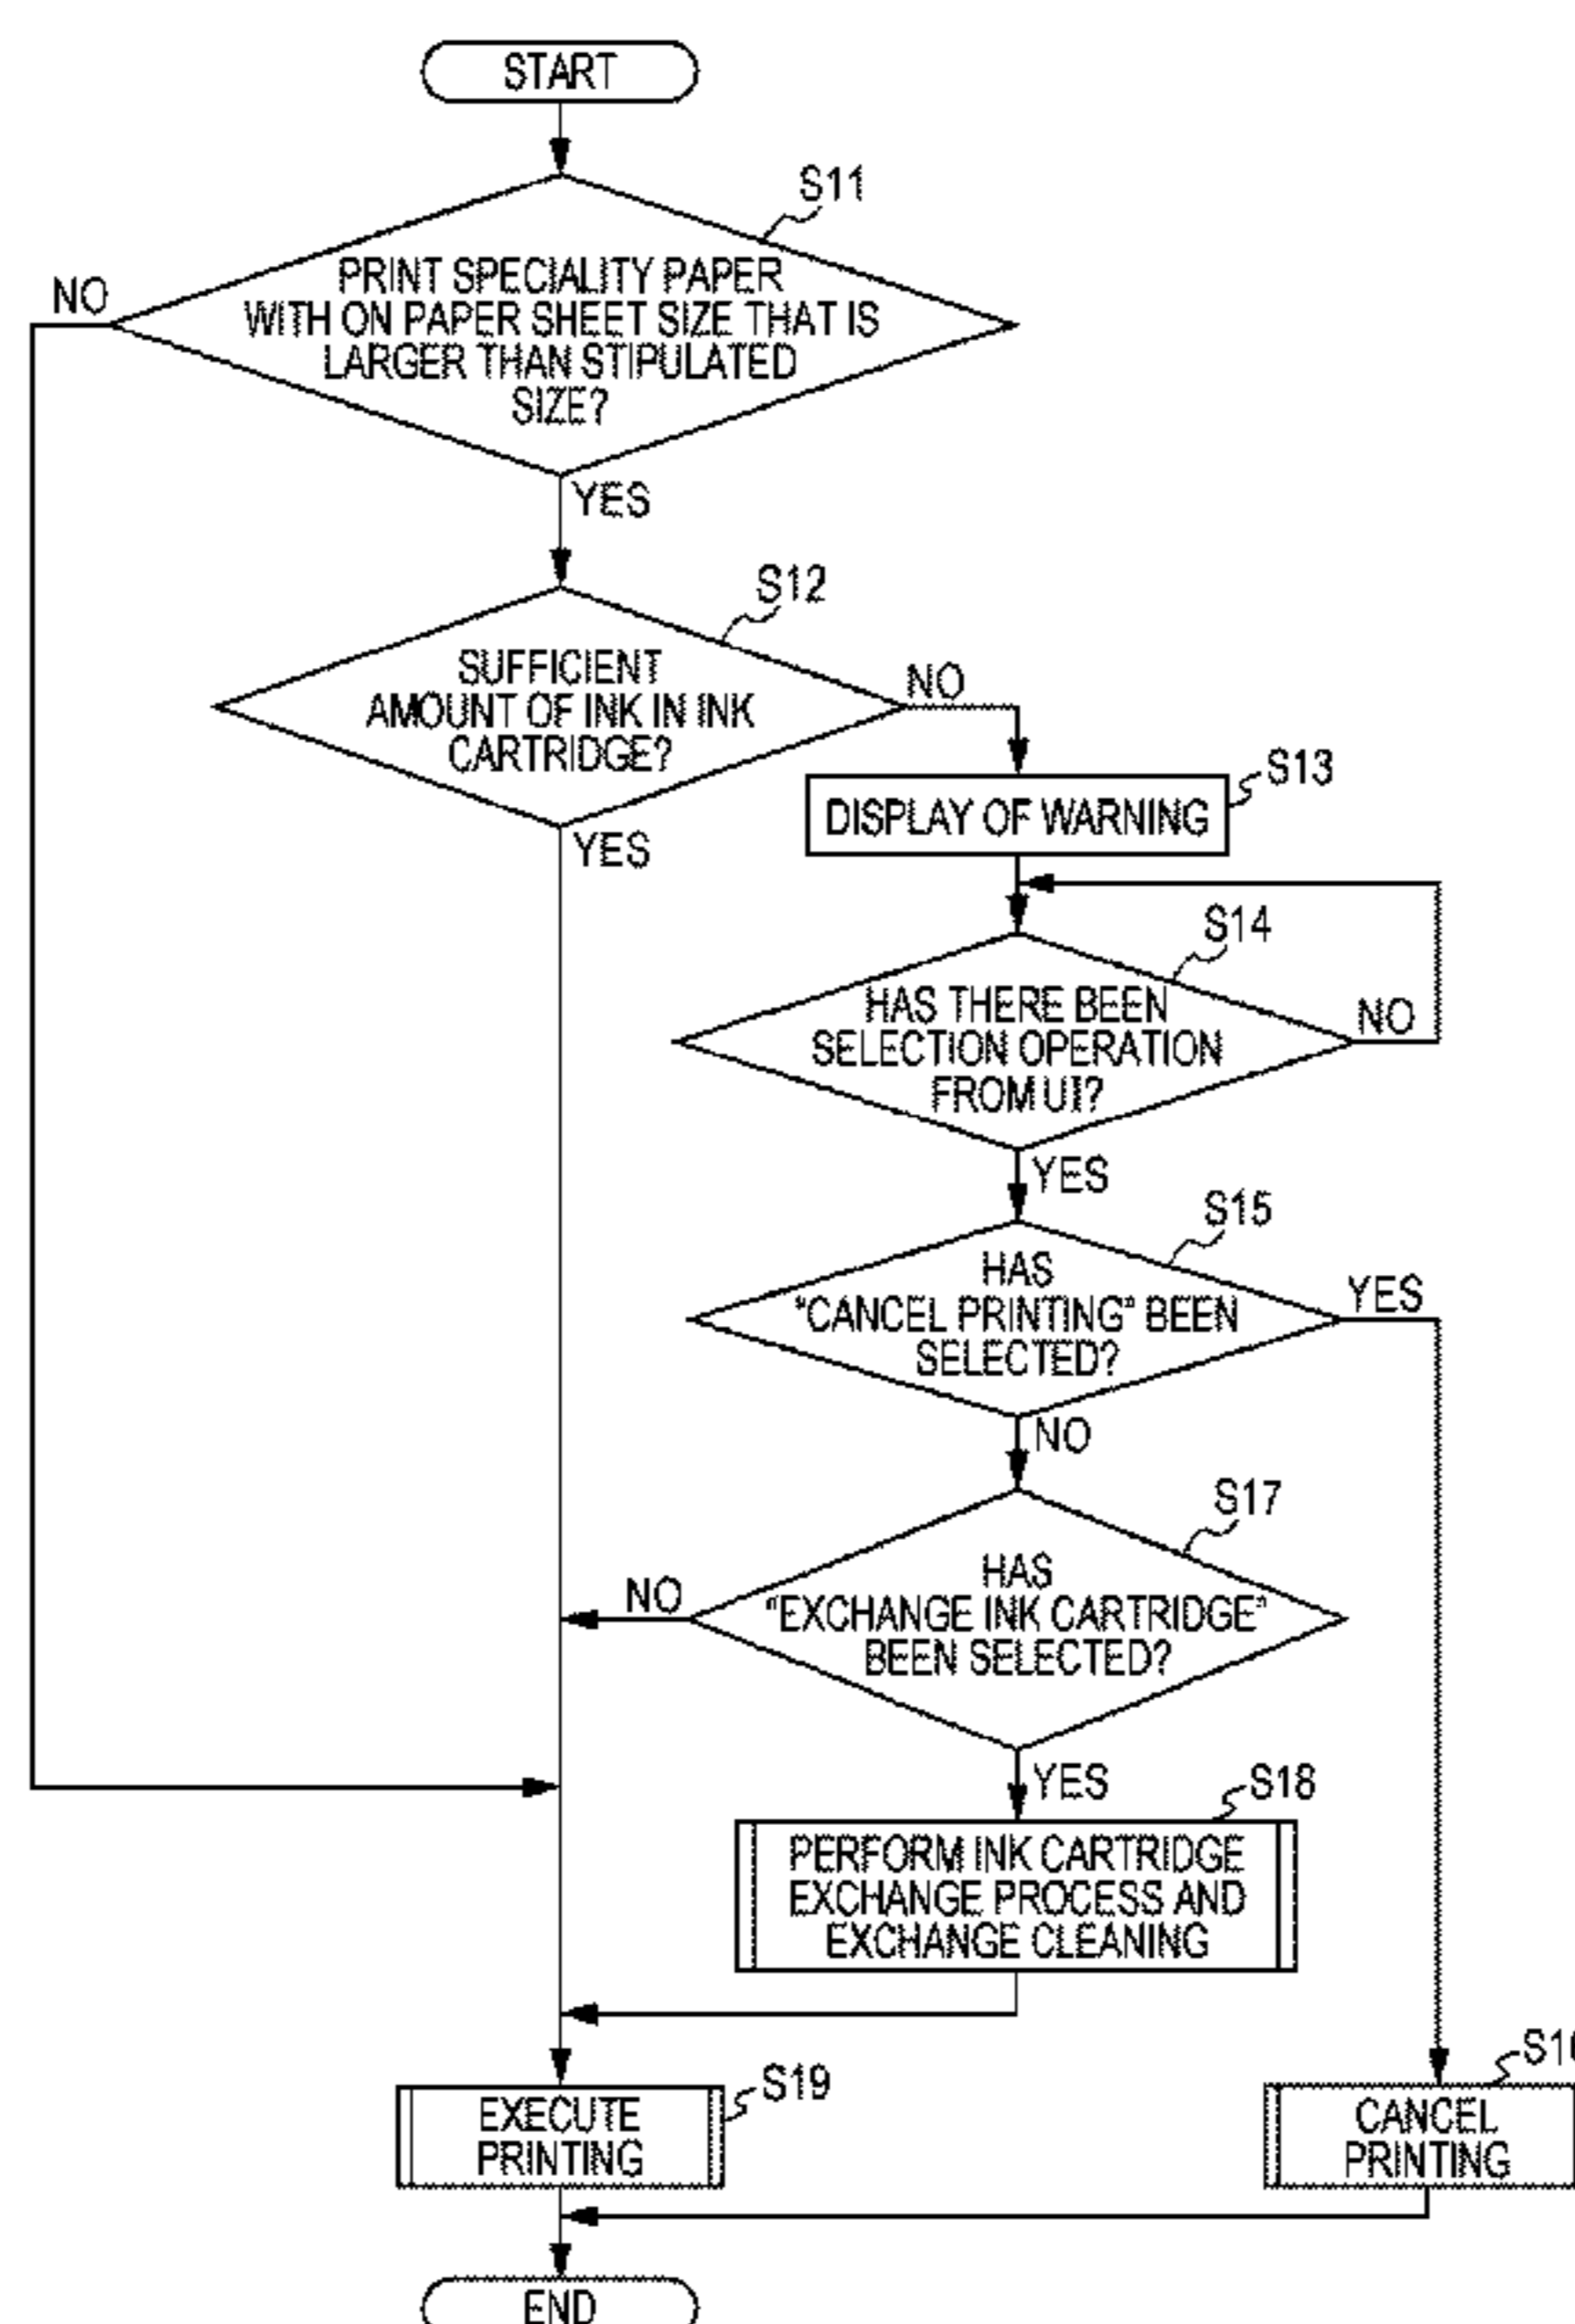 START
S11
PRINT SPECIALITY PAPER
WITH ON PAPER SHEET SIZE THAT IS
LARGER THAN STIPULATED
SIZE?
NO
YES
S12
SUFFICIENT
AMOUNT OF INK IN INK
CARTRIDGE?
NO
YES
S13
DISPLAY OF WARNING
S14
HAS THERE BEEN
SELECTION OPERATION
FROM UI?
NO
YES
S15
HAS
"CANCEL PRINTING" BEEN
SELECTED?
YES
NO
S17
HAS
"EXCHANGE INK CARTRIDGE"
BEEN SELECTED?
NO
YES
S18
PERFORM INK CARTRIDGE
EXCHANGE PROCESS AND
EXCHANGE CLEANING
S19
EXECUTE
PRINTING
CANCEL
PRINTING
END